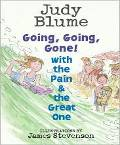 Judy
Blume
Going, Going,
Gone!
with the
Pain
& the
Great
One
ILLUSTRATIONS BY
James Stevenson